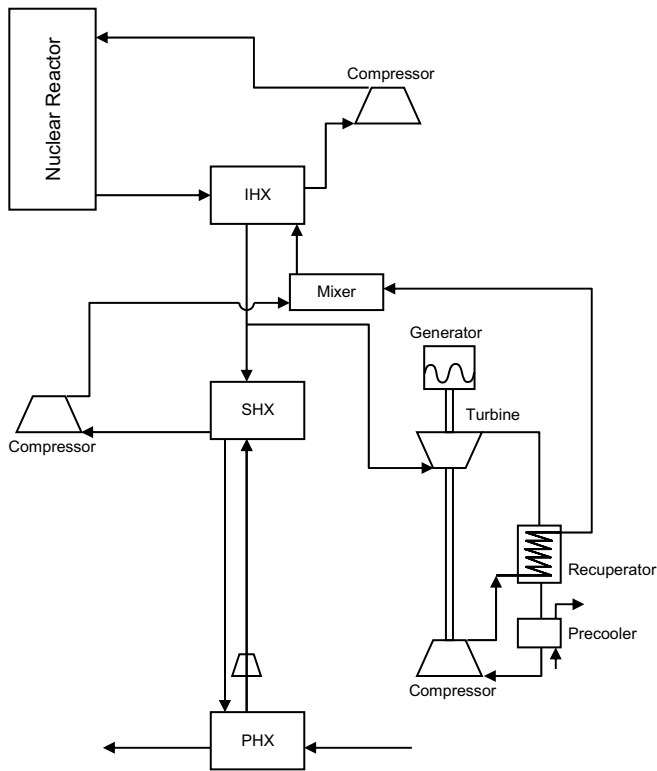 Nuclear Reactor
Compressor
IHX
Mixer
Generator
SHX
Turbine
Compressor
Recuperator
Precooler
Compressor
PHX